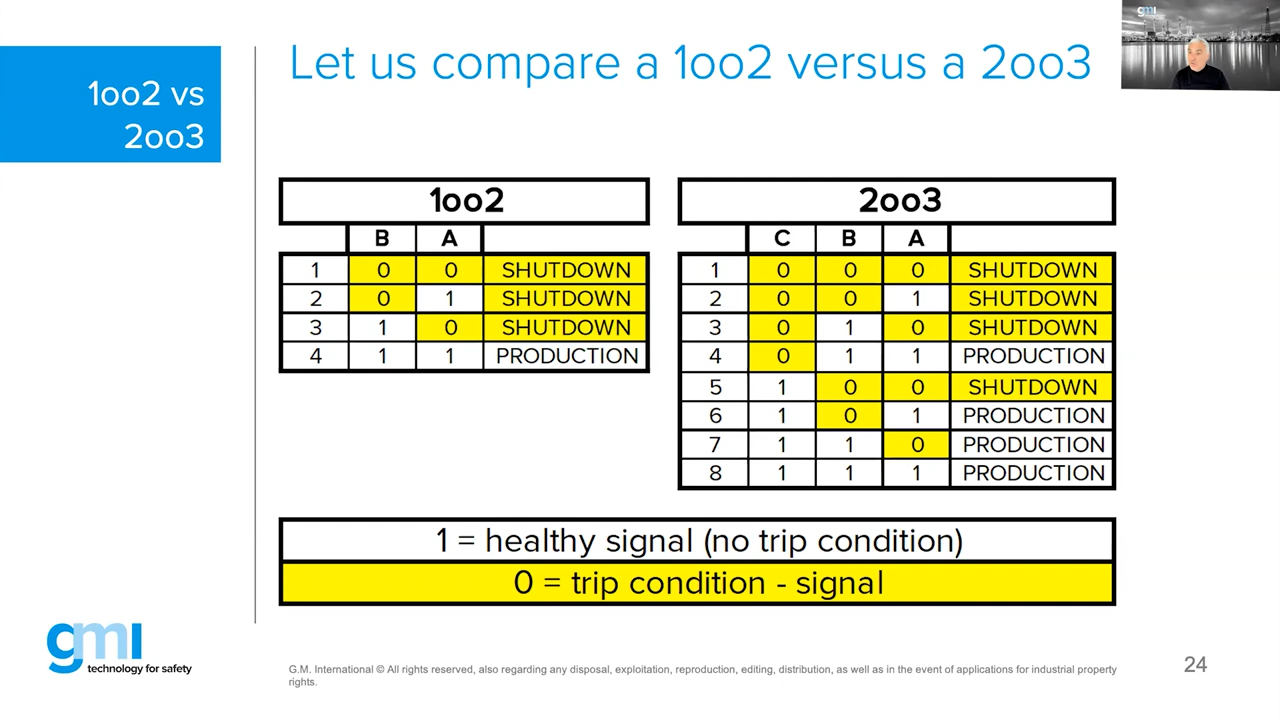 1oo2 vs
2oo3
Let us compare a 1oo2 versus a 2oo3
gmi
1oo2
B A
1 0 0 SHUTDOWN
2 0 1 SHUTDOWN
3 1 0 SHUTDOWN
4 1 1 PRODUCTION
2oo3
C B A
1 0 0 0 SHUTDOWN
2 0 0 1 SHUTDOWN
3 0 1 0 SHUTDOWN
4 0 1 1 PRODUCTION
5 1 0 0 SHUTDOWN
6 1 0 1 PRODUCTION
7 1 1 0 PRODUCTION
8 1 1 1 PRODUCTION
1 = healthy signal (no trip condition)
0 = trip condition - signal
gmi
technology for safety
G.M. International © All rights reserved, also regarding any disposal, exploitation, reproduction, editing, distribution, as well as in the event of applications for industrial property
rights.
24